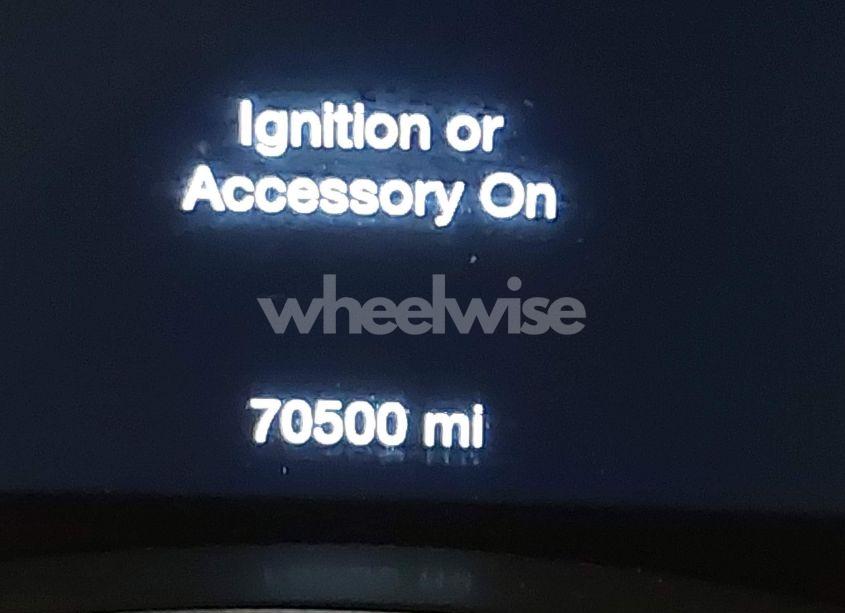 Ignition or
Accessory On
wheelwise
70500 mi